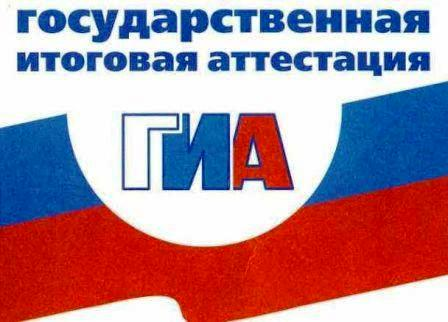 государственная
итоговая аттестация
ГИА